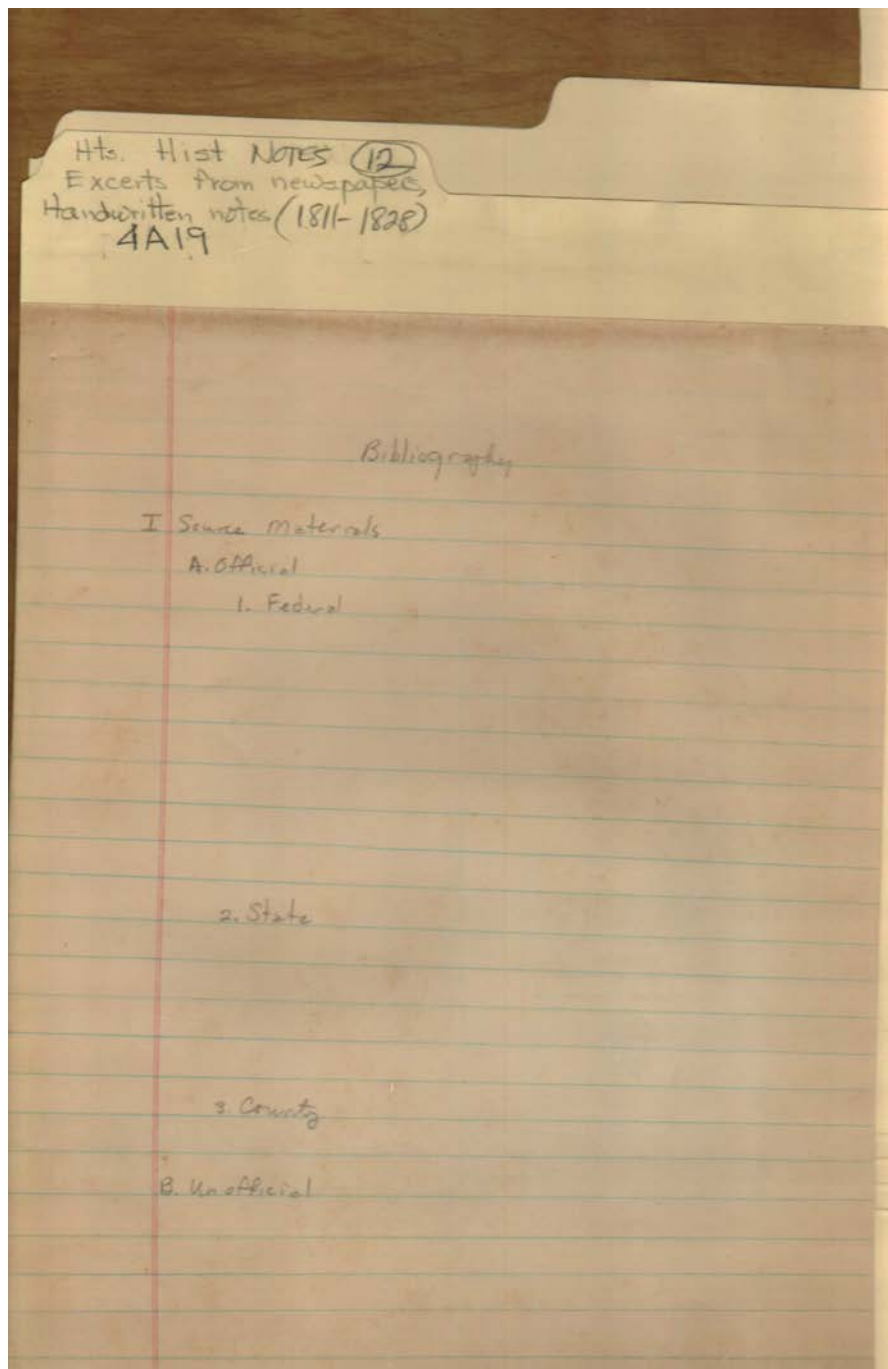 Hts. Hist NOTES 12
Excerts from newspapers,
Handwritten notes (1811-1828)
4A19
Bibliography
I Source Materials
A. Official
1. Federal
2. State
3. County
B. Unofficial